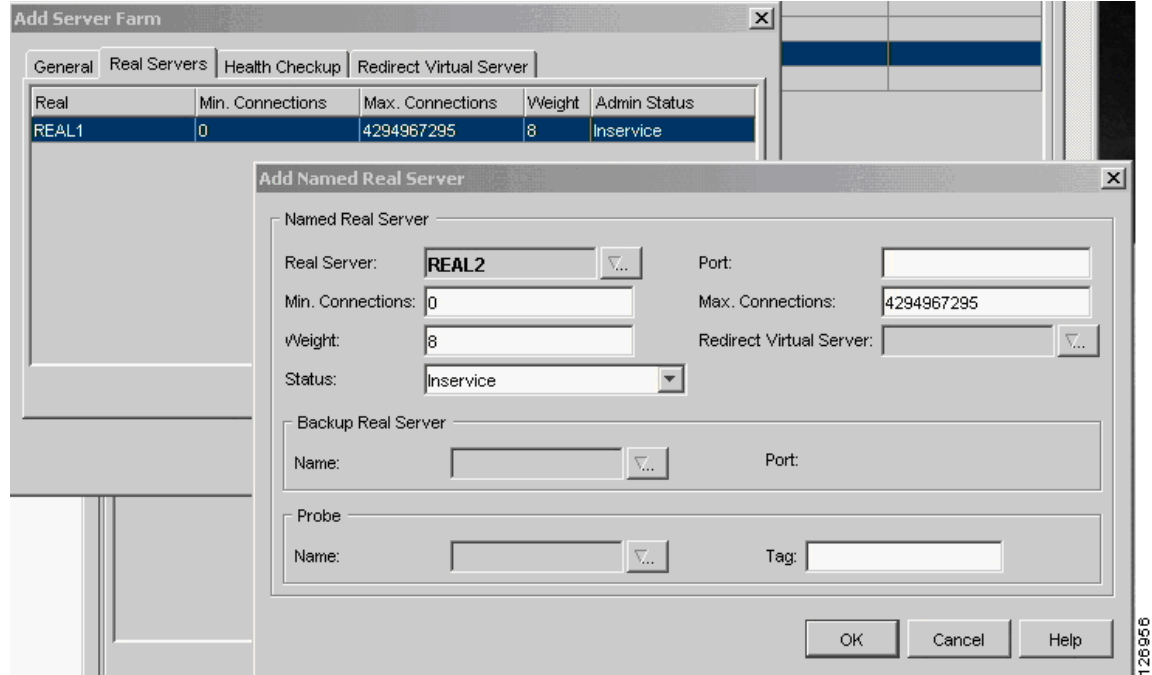 Add Server Farm
General Real Servers Health Checkup Redirect Virtual Server
Real Min. Connections Max. Connections Weight Admin Status
REAL1 0 4294967295 8 Inservice
Add Named Real Server
Named Real Server
Real Server: REAL2 ... Port:
Min. Connections: 0 Max. Connections: 4294967295
Weight: 8 Redirect Virtual Server: ...
Status: Inservice
Backup Real Server
Name: ... Port:
Probe
Name: ... Tag:
OK Cancel Help
126956